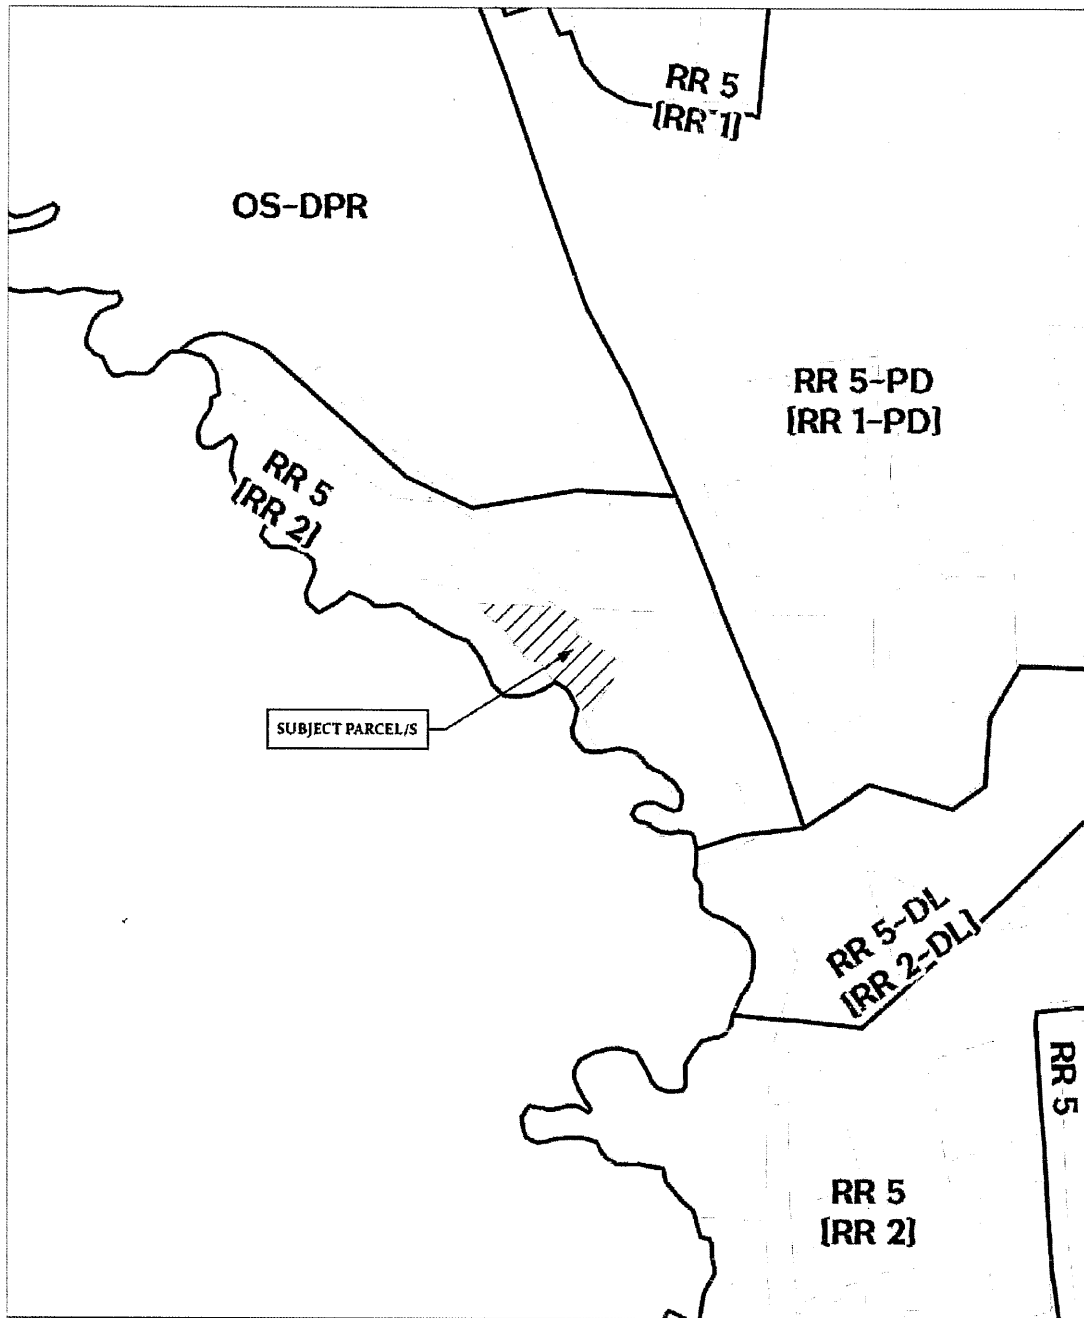 RR 5
[RR 1]
OS-DPR
RR 5-PD
[RR 1-PD]
RR 5
[RR 2]
SUBJECT PARCEL/S
RR 5-DL
[RR 2-DL]
RR 5
RR 5
[RR 2]